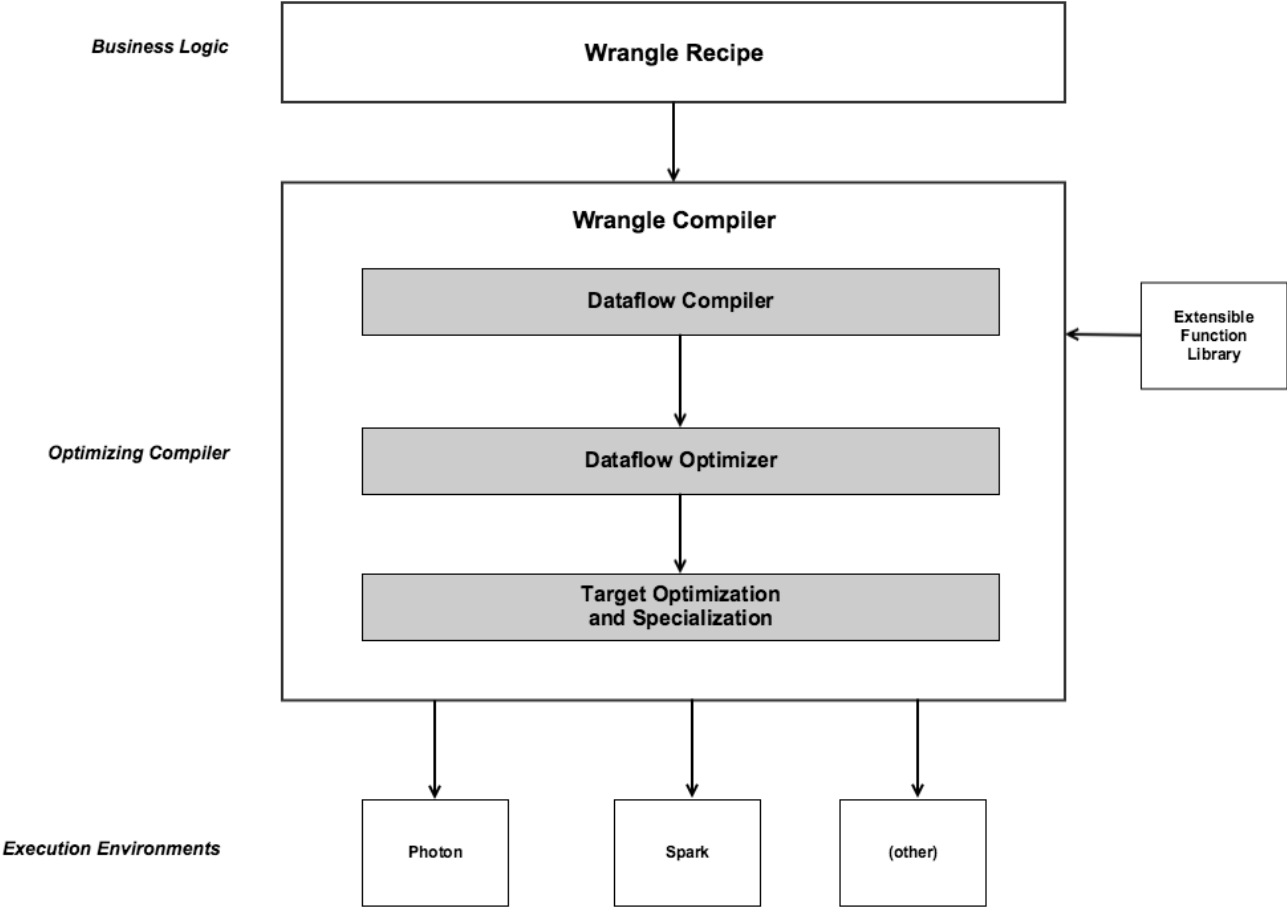 Business Logic
Wrangle Recipe
Wrangle Compiler
Dataflow Compiler
Extensible
Function
Library
Optimizing Compiler
Dataflow Optimizer
Target Optimization
and Specialization
Execution Environments
Photon
Spark
(other)